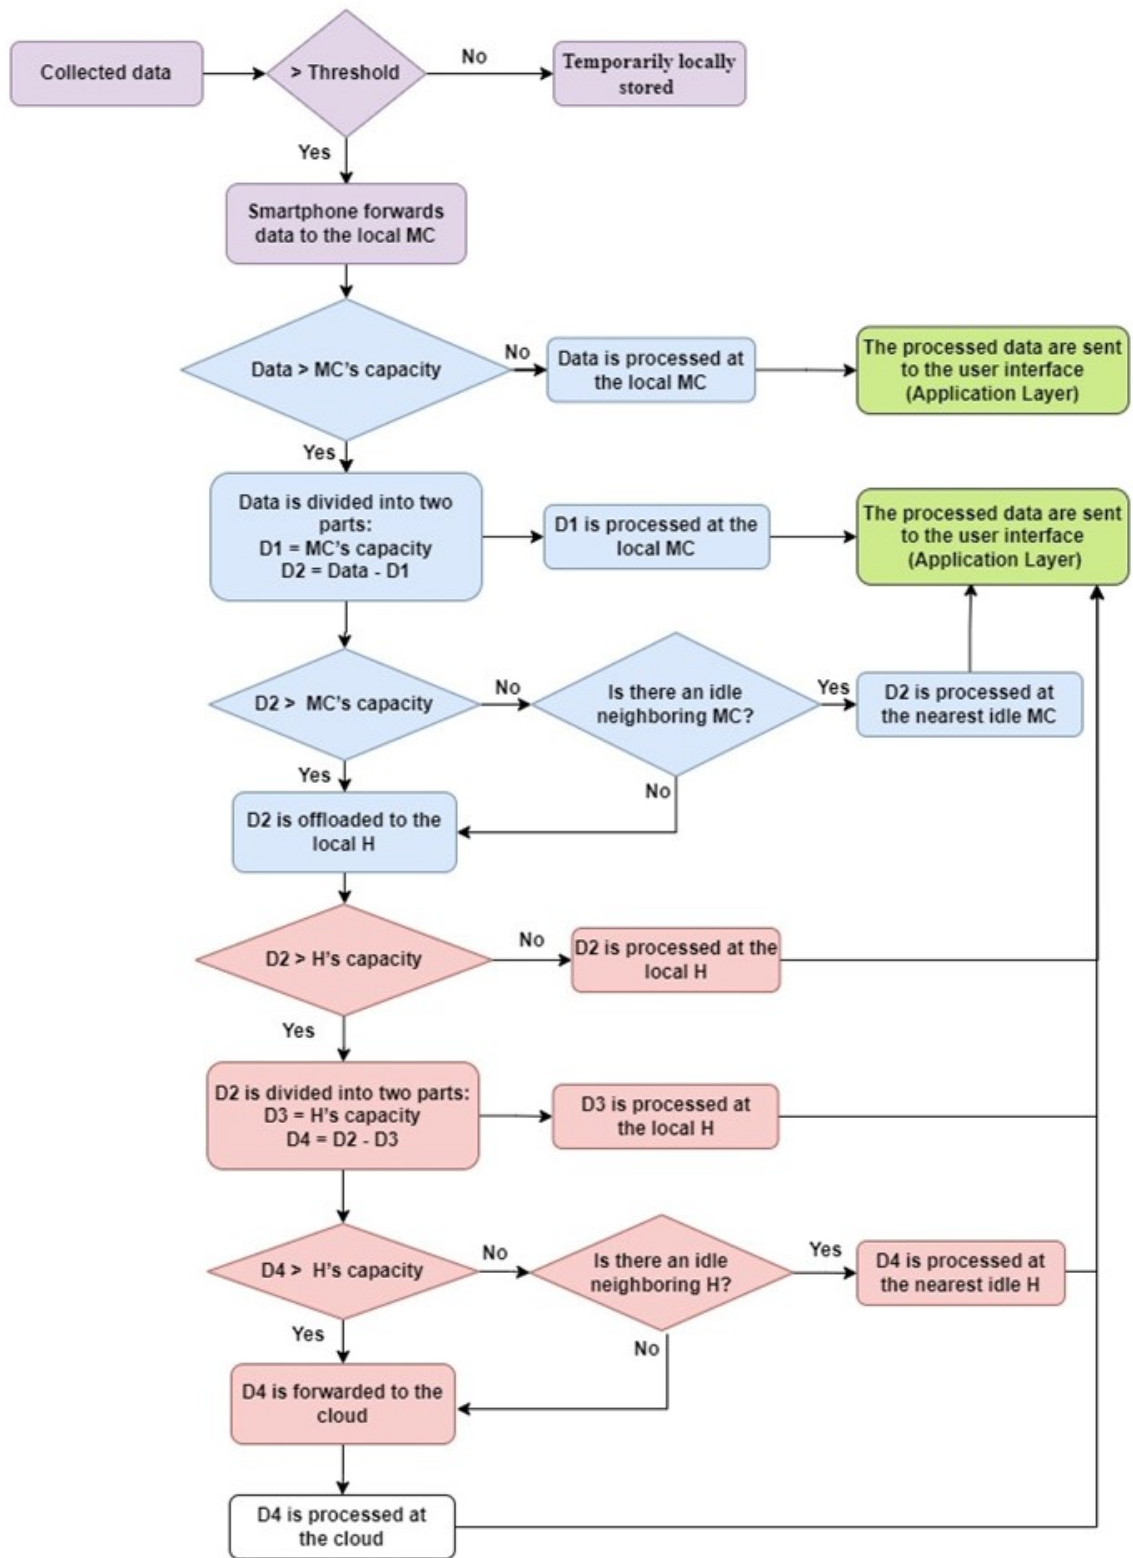 Collected data
> Threshold
No
Temporarily locally
stored
Yes
Smartphone forwards
data to the local MC
Data > MC's capacity
No
Data is processed at
the local MC
The processed data are sent
to the user interface
(Application Layer)
Yes
Data is divided into two
parts:
D1 = MC's capacity
D2 = Data - D1
D1 is processed at the
local MC
The processed data are sent
to the user interface
(Application Layer)
D2 > MC's capacity
No
Is there an idle
neighboring MC?
Yes
D2 is processed at
the nearest idle MC
Yes
No
D2 is offloaded to the
local H
D2 > H's capacity
No
D2 is processed at the
local H
Yes
D2 is divided into two parts:
D3 = H's capacity
D4 = D2 - D3
D3 is processed at
the local H
D4 > H's capacity
No
Is there an idle
neighboring H?
Yes
D4 is processed at
the nearest idle H
Yes
No
D4 is forwarded to the
cloud
D4 is processed at
the cloud